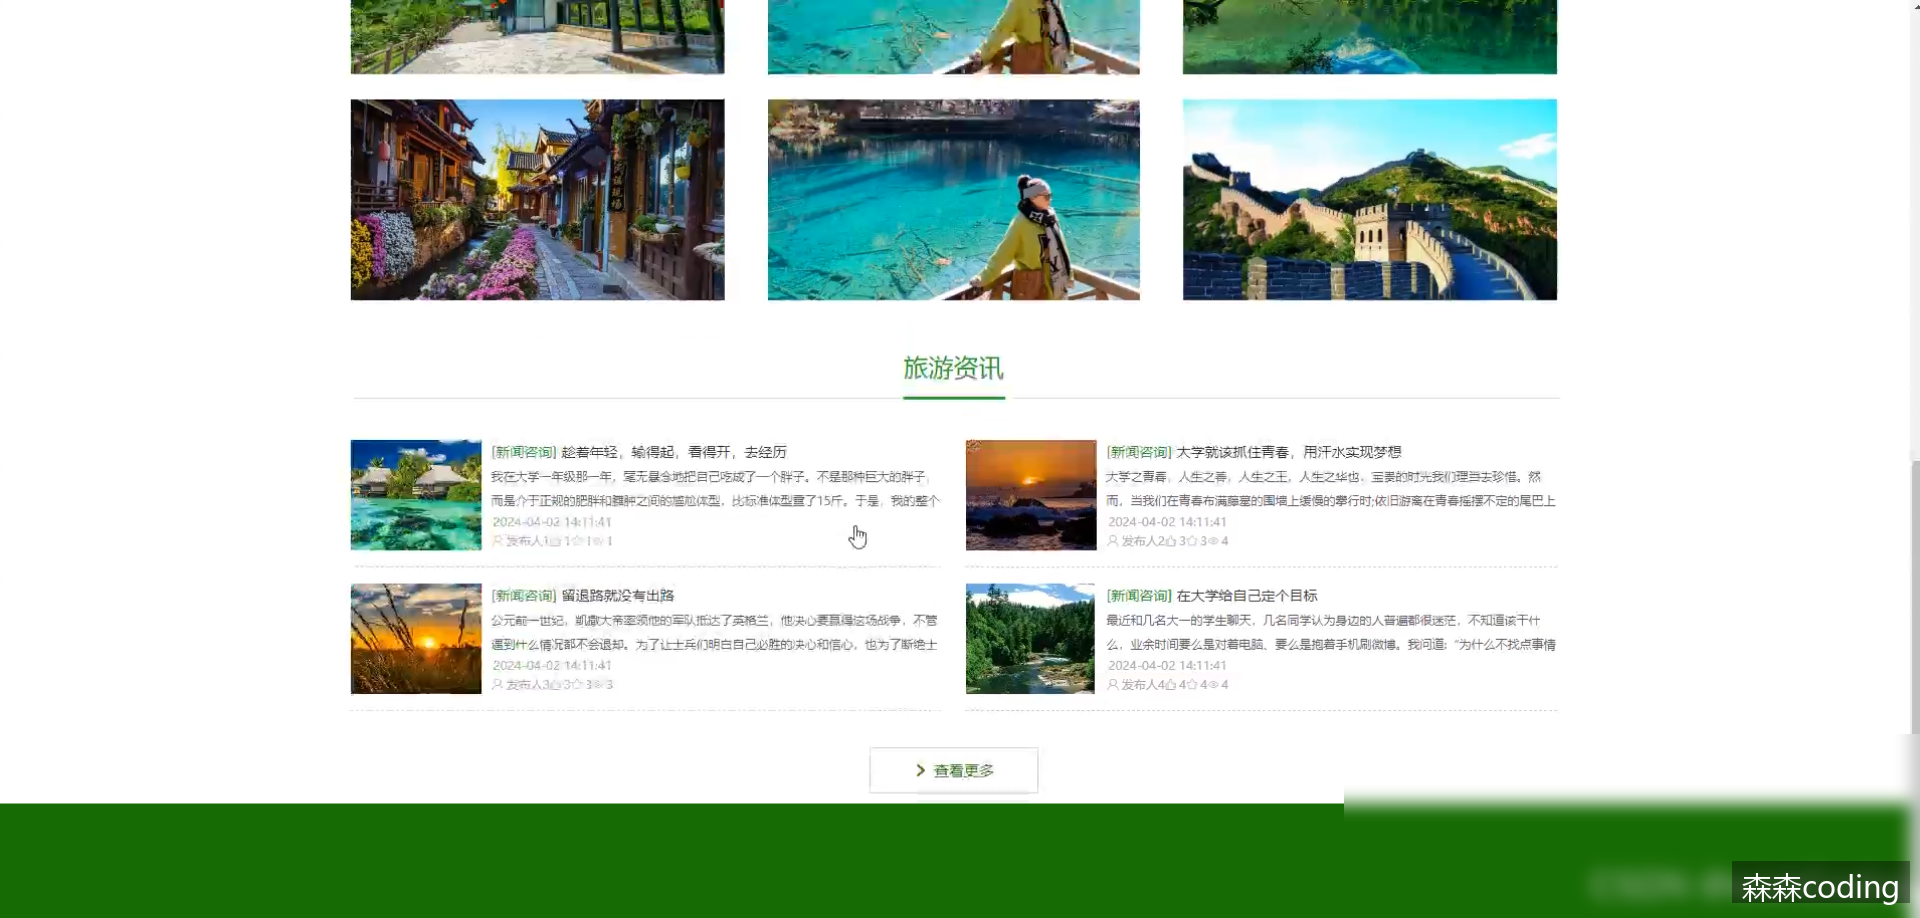 旅游资讯
[新闻咨询] 趁着年轻，输得起，看得开，去经历
我在大学一年级那一年，毫无悬念地把自己吃成了一个胖子。不是那种巨大的胖子，
而是介于正规的肥胖和臃肿之间的尴尬体型，比标准体型重了15斤。于是，我的整个
2024-04-02 14:11:41
发布人1 1 1 1
[新闻咨询] 大学就该抓住青春，用汗水实现梦想
大学之青春，人生之善，人生之王，人生之华也，宝贵的时光我们理当去珍惜。然
而，当我们在青春布满藤蔓的围墙上缓慢的攀行时;依旧游离在青春摇摆不定的尾巴上
2024-04-02 14:11:41
发布人2 3 3 4
[新闻咨询] 留退路就没有出路
公元前一世纪，凯撒大帝率领他的军队抵达了英格兰，他决心要赢得这场战争，不管
遇到什么情况都不会退却。为了让士兵们明白自己必胜的决心和信心，也为了断绝士
2024-04-02 14:11:41
发布人3 3 3 3
[新闻咨询] 在大学给自己定个目标
最近和几名大一的学生聊天，几名同学认为身边的人普遍都很迷茫，不知道该干什
么，业余时间要么是对着电脑、要么是抱着手机刷微博。我问道：“为什么不找点事情
2024-04-02 14:11:41
发布人4 4 4 4
查看更多
森森coding